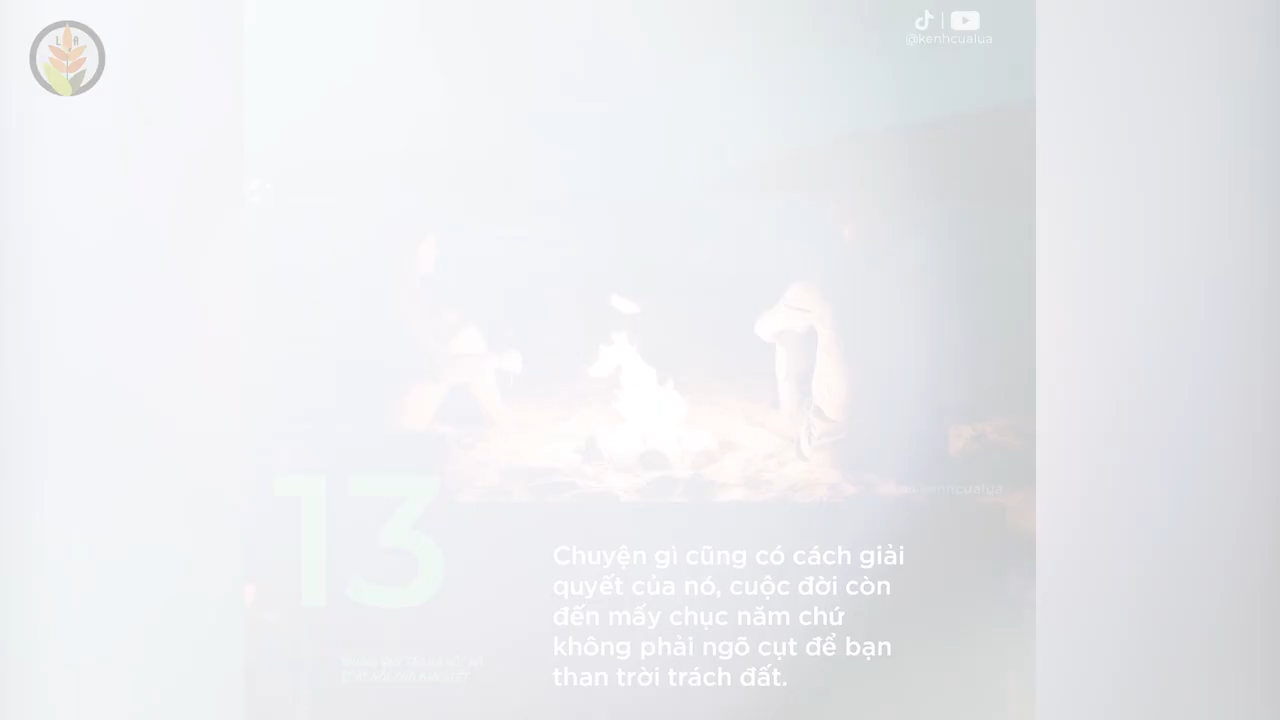 L A
@kenhcualua
kenhcualua
13
Chuyện gì cũng có cách giải
quyết của nó, cuộc đời còn
đến mấy chục năm chứ
không phải ngõ cụt để bạn
than trời trách đất.